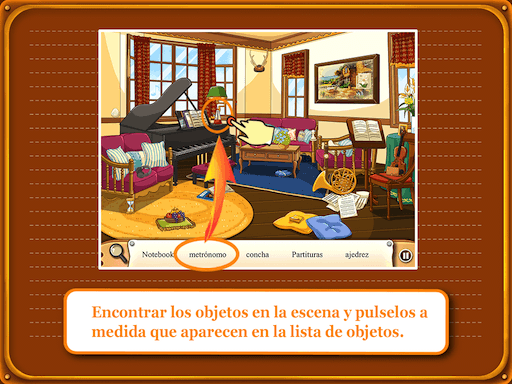 Notebook metrónomo concha Partituras ajedrez
Encontrar los objetos en la escena y pulselos a
medida que aparecen en la lista de objetos.